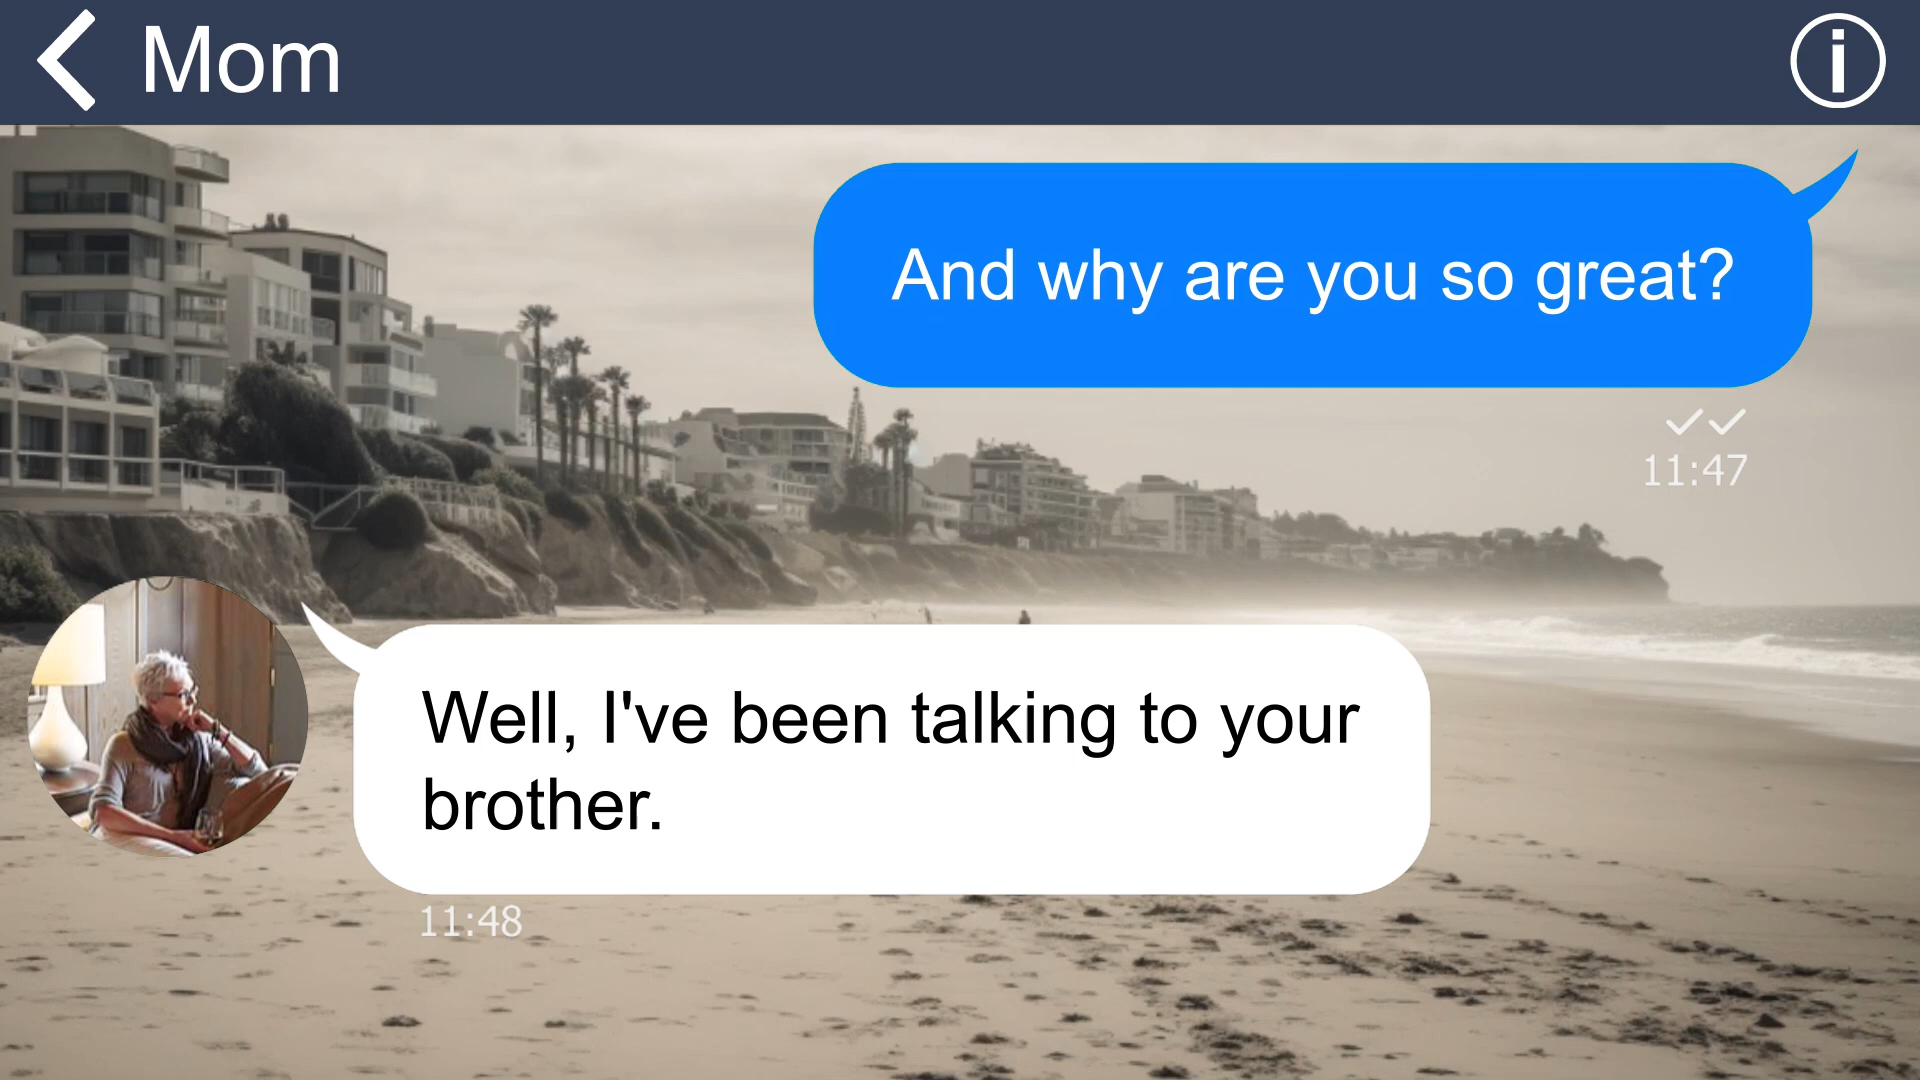 Mom
And why are you so great?
11:47
Well, I've been talking to your
brother.
11:48